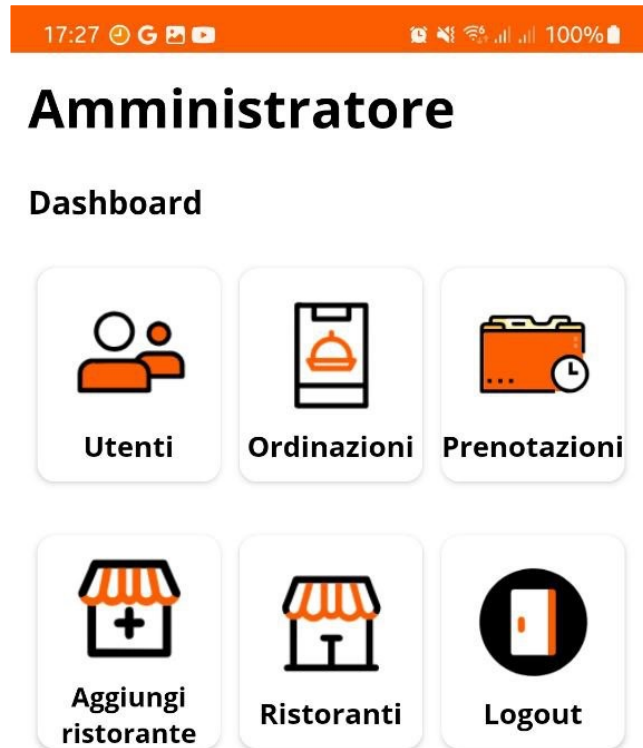 17:27 100%
Amministratore
Dashboard
Utenti Ordinazioni Prenotazioni
Aggiungi
ristorante Ristoranti Logout